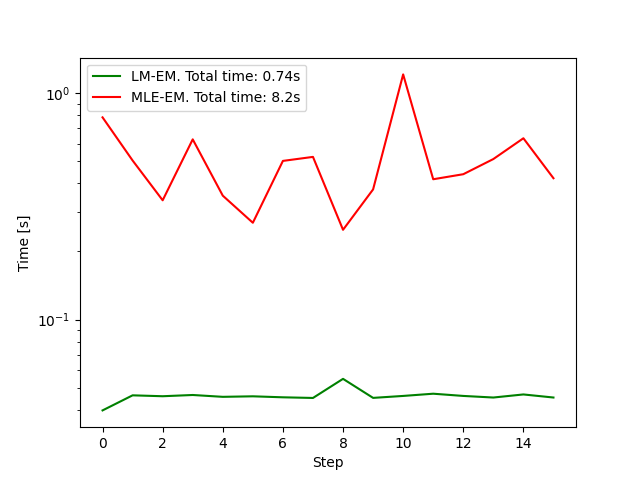 LM-EM. Total time: 0.74s
MLE-EM. Total time: 8.2s
10⁰
10⁻¹
Time [s]
0 2 4 6 8 10 12 14
Step